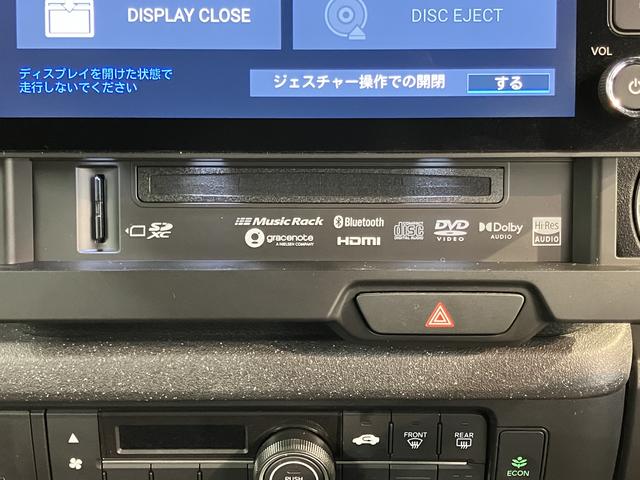 DISPLAY CLOSE
DISC EJECT
ディスプレイを開けた状態で
走行しないでください
ジェスチャー操作での開閉 する
VOL
SD XC
Music Rack
Bluetooth
COMPACT disc DIGITAL AUDIO
DVD VIDEO
Dolby AUDIO
Hi-Res AUDIO
gracenote
A NIELSEN COMPANY
HDMI
FRONT
REAR
PUSH
ECON